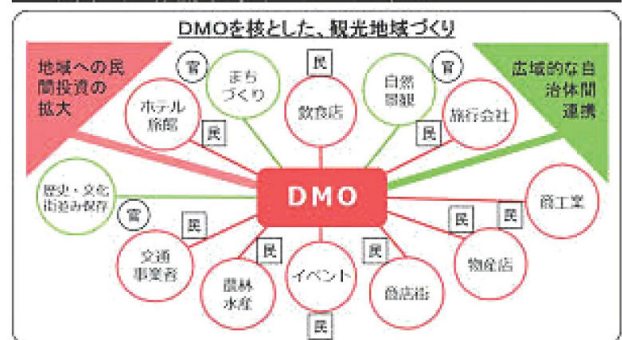 DMOを核とした、観光地域づくり
地域への民
間投資の
拡大
官
まち
づくり
民
飲食店
自然
景観
官
広域的な自
治体間
連携
ホテル
旅館
民
民
旅行会社
DMO
歴史・文化
街並み保存
官
民
交通
事業者
民
農林
水産
イベント
民
民
商店街
民
物産店
民
商工業